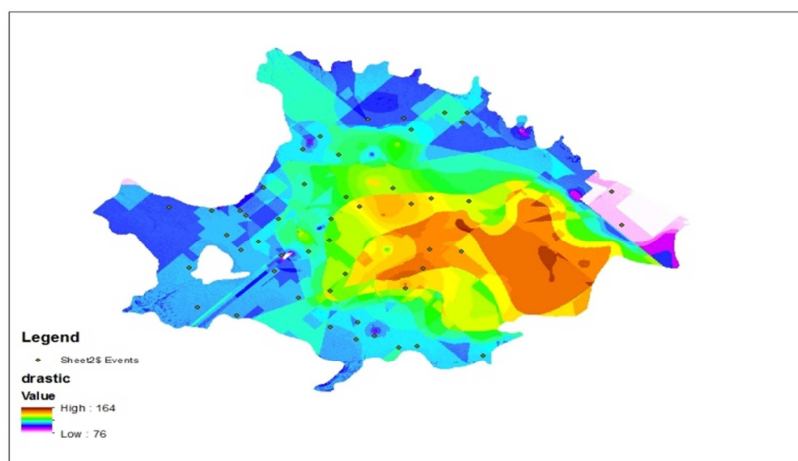 Legend
Sheet2$ Events
drastic
Value
High : 164
Low : 76